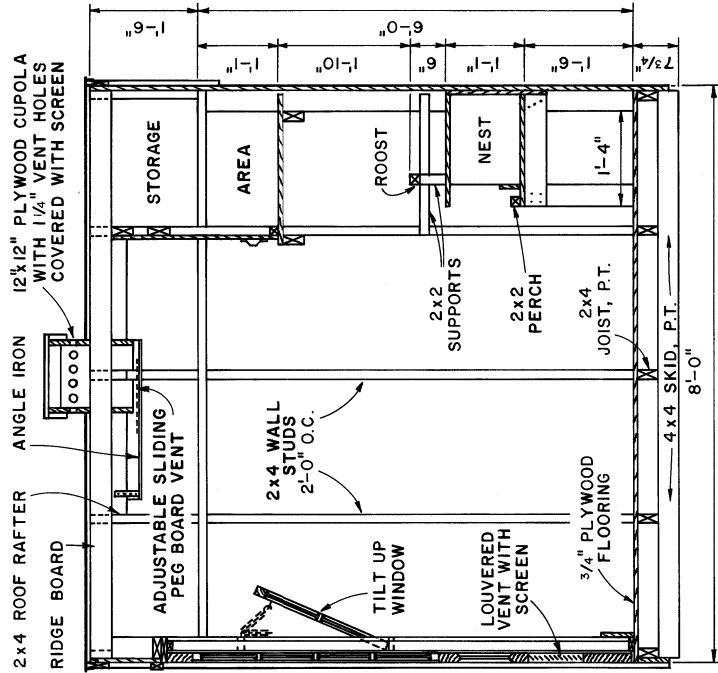 2x4 ROOF RAFTER
RIDGE BOARD
ANGLE IRON
12"x12" PLYWOOD CUPOLA
WITH 1 1/4" VENT HOLES
COVERED WITH SCREEN
ADJUSTABLE SLIDING
PEG BOARD VENT
STORAGE
AREA
1'-6"
6'-0"
1'-1"
1'-10"
6"
1'-1"
1'-6"
7 3/4"
2x4 WALL
STUDS
2'-0" O.C.
TILT UP
WINDOW
LOUVERED
VENT WITH
SCREEN
3/4" PLYWOOD
FLOORING
ROOST
2x2
SUPPORTS
NEST
2x2
PERCH
1'-4"
2x4
JOIST, P.T.
4x4 SKID, P.T.
8'-0"